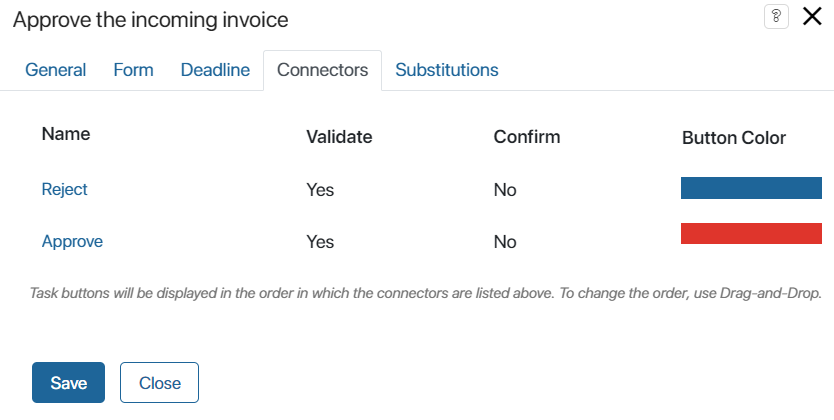 Approve the incoming invoice ?
General Form Deadline Connectors Substitutions
Name Validate Confirm Button Color
Reject Yes No
Approve Yes No
Task buttons will be displayed in the order in which the connectors are listed above. To change the order, use Drag-and-Drop.
Save Close